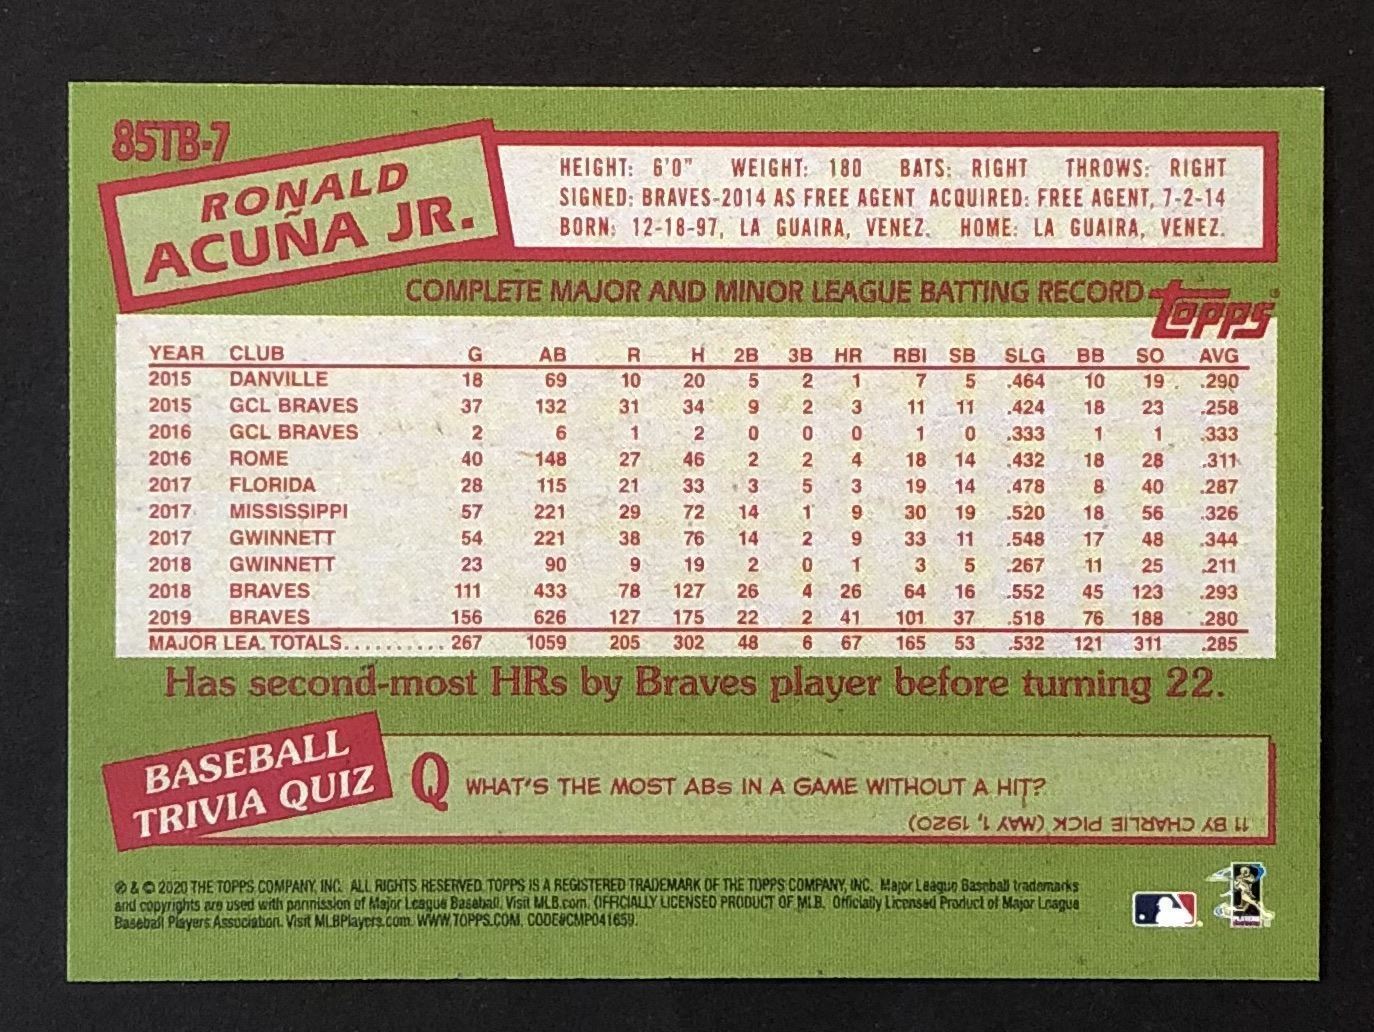 85TB-7
RONALD
ACUÑA JR.
HEIGHT: 6'0" WEIGHT: 180 BATS: RIGHT THROWS: RIGHT
SIGNED: BRAVES-2014 AS FREE AGENT ACQUIRED: FREE AGENT, 7-2-14
BORN: 12-18-97, LA GUAIRA, VENEZ. HOME: LA GUAIRA, VENEZ.
COMPLETE MAJOR AND MINOR LEAGUE BATTING RECORD
topps
YEAR CLUB G AB R H 2B 3B HR RBI SB SLG BB SO AVG
2015 DANVILLE 18 69 10 20 5 2 1 7 5 .464 10 19 .290
2015 GCL BRAVES 37 132 31 34 9 2 3 11 11 .424 18 23 .258
2016 GCL BRAVES 2 6 1 2 0 0 0 1 0 .333 1 1 .333
2016 ROME 40 148 27 46 2 2 4 18 14 .432 18 28 .311
2017 FLORIDA 28 115 21 33 3 5 3 19 14 .478 8 40 .287
2017 MISSISSIPPI 57 221 29 72 14 1 9 30 19 .520 18 56 .326
2017 GWINNETT 54 221 38 76 14 2 9 33 11 .548 17 48 .344
2018 GWINNETT 23 90 9 19 2 0 1 3 5 .267 11 25 .211
2018 BRAVES 111 433 78 127 26 4 26 64 16 .552 45 123 .293
2019 BRAVES 156 626 127 175 22 2 41 101 37 .518 76 188 .280
MAJOR LEA. TOTALS.......... 267 1059 205 302 48 6 67 165 53 .532 121 311 .285
Has second-most HRs by Braves player before turning 22.
BASEBALL
TRIVIA QUIZ
Q WHAT'S THE MOST ABs IN A GAME WITHOUT A HIT?
11 BY CHARLIE PICK (MAY 1, 1920)
℗ & © 2020 THE TOPPS COMPANY, INC. ALL RIGHTS RESERVED. TOPPS IS A REGISTERED TRADEMARK OF THE TOPPS COMPANY, INC. Major League Baseball trademarks
and copyrights are used with permission of Major League Baseball. Visit MLB.com. OFFICIALLY LICENSED PRODUCT OF MLB. Officially Licensed Product of Major League
Baseball Players Association. Visit MLBPlayers.com. WWW.TOPPS.COM. CODE#CMP041659.